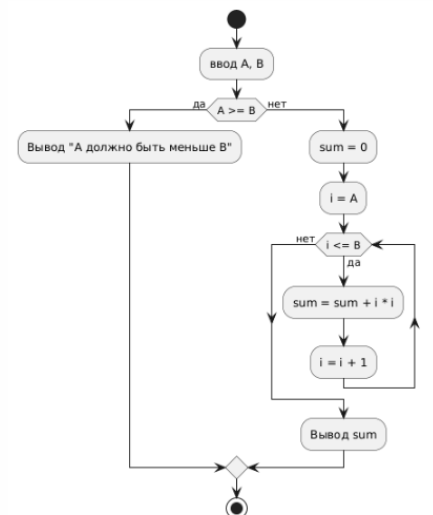 ввод A, B
да
A >= B
нет
Вывод "A должно быть меньше B"
sum = 0
i = A
нет
i <= B
да
sum = sum + i * i
i = i + 1
Вывод sum